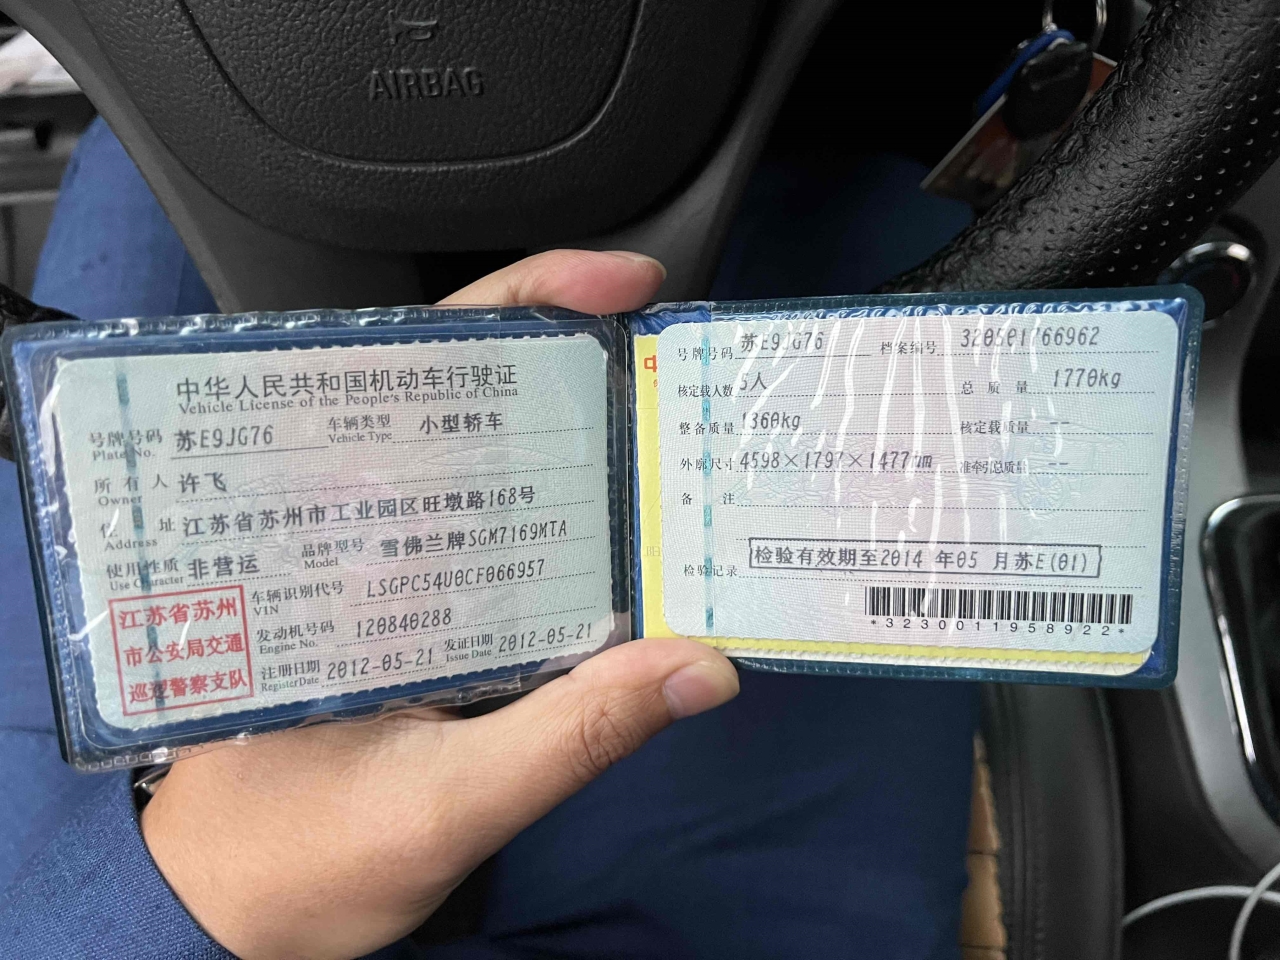 AIRBAG
中华人民共和国机动车行驶证
Vehicle License of the People's Republic of China
号牌号码 苏E9JG76 车辆类型 小型轿车
Plate No. Vehicle Type
所有人 许飞
Owner
住址 江苏省苏州市工业园区旺墩路168号
Address
使用性质 非营运 品牌型号 雪佛兰牌SGM7169MTA
Use Character Model
车辆识别代号 LSGPC54U0CF066957
VIN
发动机号码 120840288
Engine No.
注册日期 2012-05-21 发证日期 2012-05-21
Register Date Issue Date
江苏省苏州
市公安局交通
巡逻警察支队
号牌号码 苏E9JG76 档案编号 320501766962
核定载人数 5人 总质量 1770kg
整备质量 1360kg 核定载质量 --
外廓尺寸 4598×1797×1477mm 准牵引总质量 --
备注
检验记录 检验有效期至2014年05月苏E(01)
*3230011958922*